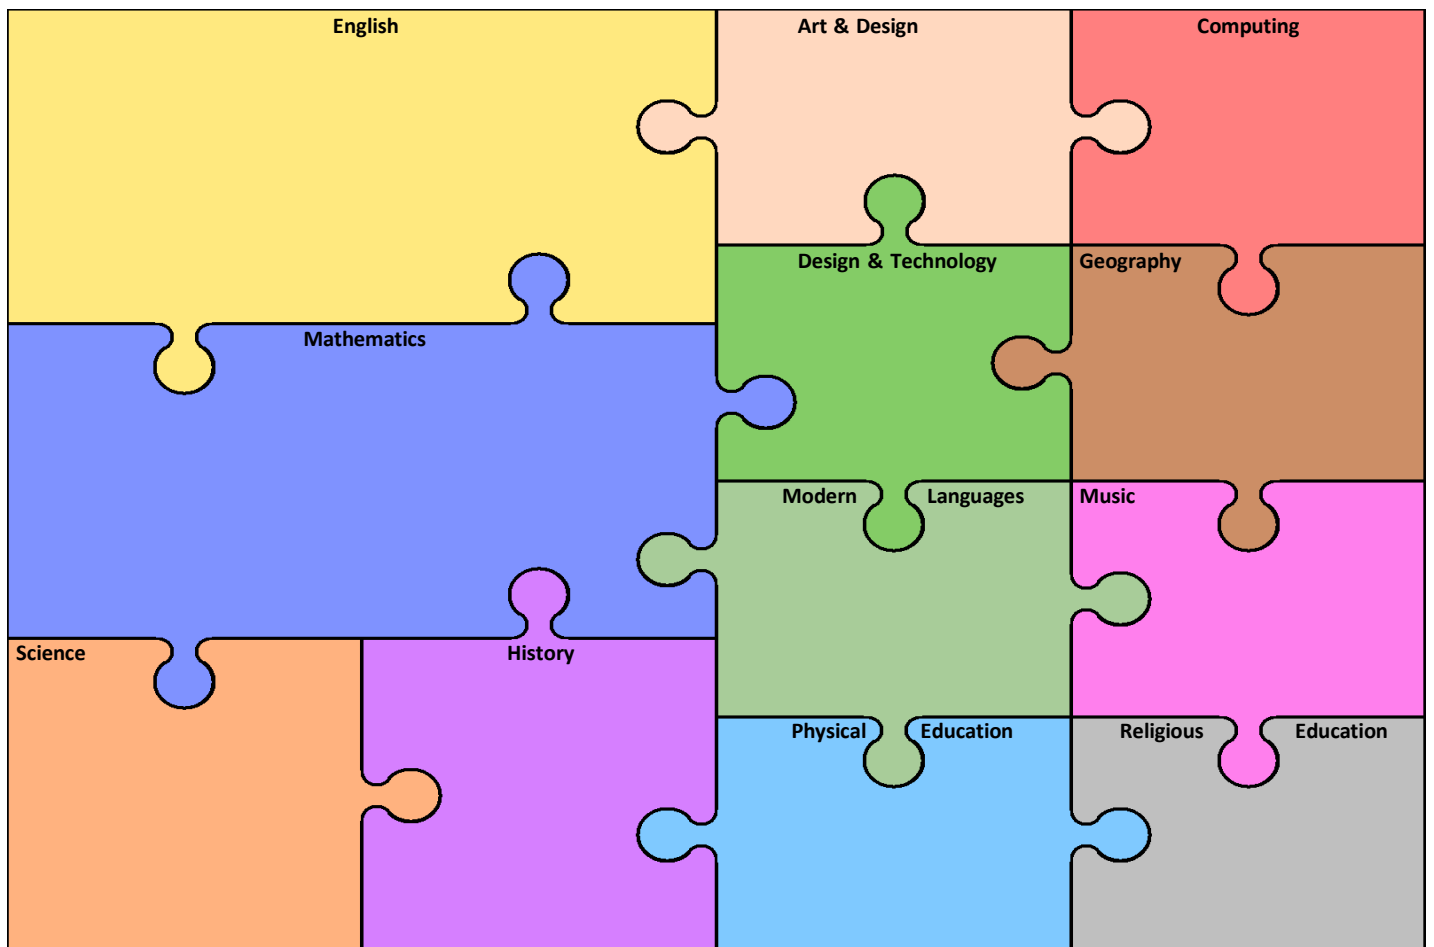 English
Art & Design
Computing
Design & Technology
Geography
Mathematics
Modern Languages
Music
Science
History
Physical Education
Religious Education